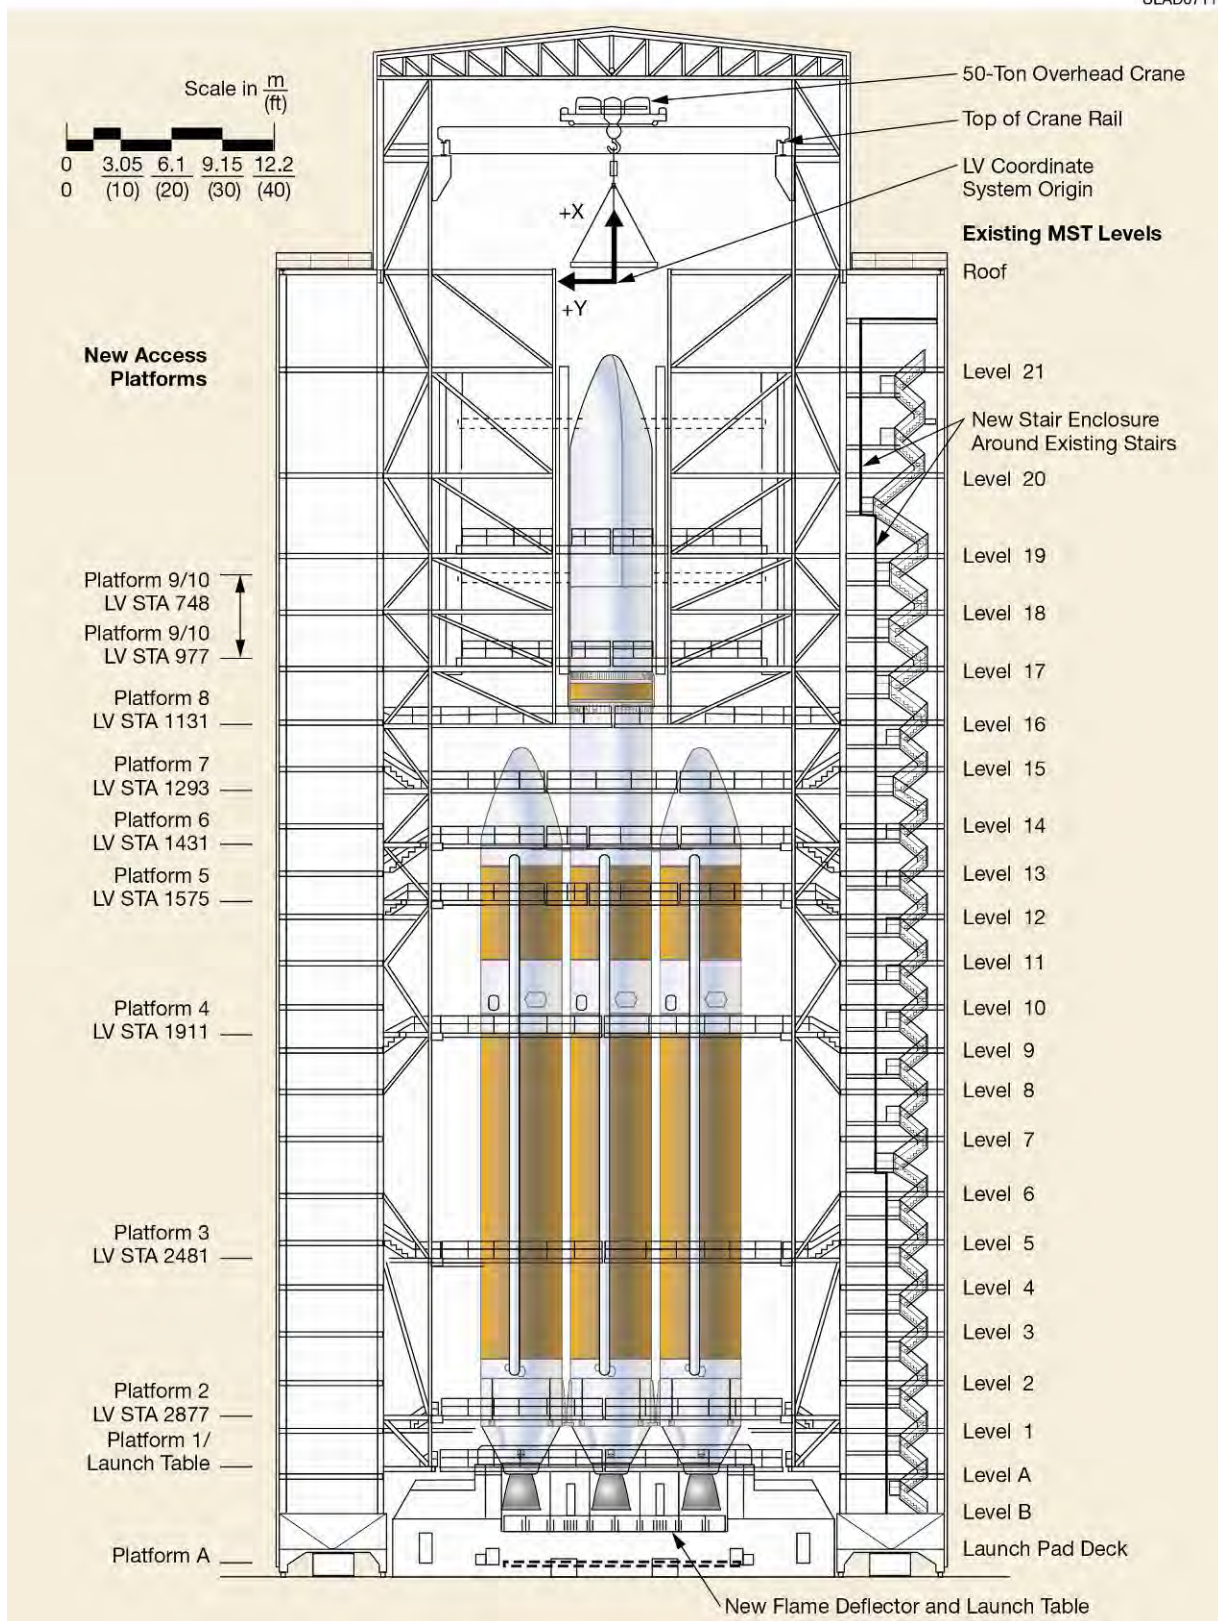 Scale in m
(ft)
0 3.05 6.1 9.15 12.2
0 (10) (20) (30) (40)
50-Ton Overhead Crane
Top of Crane Rail
LV Coordinate
System Origin
+X
+Y
Existing MST Levels
Roof
Level 21
New Stair Enclosure
Around Existing Stairs
Level 20
Level 19
Level 18
Level 17
Level 16
Level 15
Level 14
Level 13
Level 12
Level 11
Level 10
Level 9
Level 8
Level 7
Level 6
Level 5
Level 4
Level 3
Level 2
Level 1
Level A
Level B
Launch Pad Deck
New Access
Platforms
Platform 9/10
LV STA 748
Platform 9/10
LV STA 977
Platform 8
LV STA 1131
Platform 7
LV STA 1293
Platform 6
LV STA 1431
Platform 5
LV STA 1575
Platform 4
LV STA 1911
Platform 3
LV STA 2481
Platform 2
LV STA 2877
Platform 1/
Launch Table
Platform A
New Flame Deflector and Launch Table